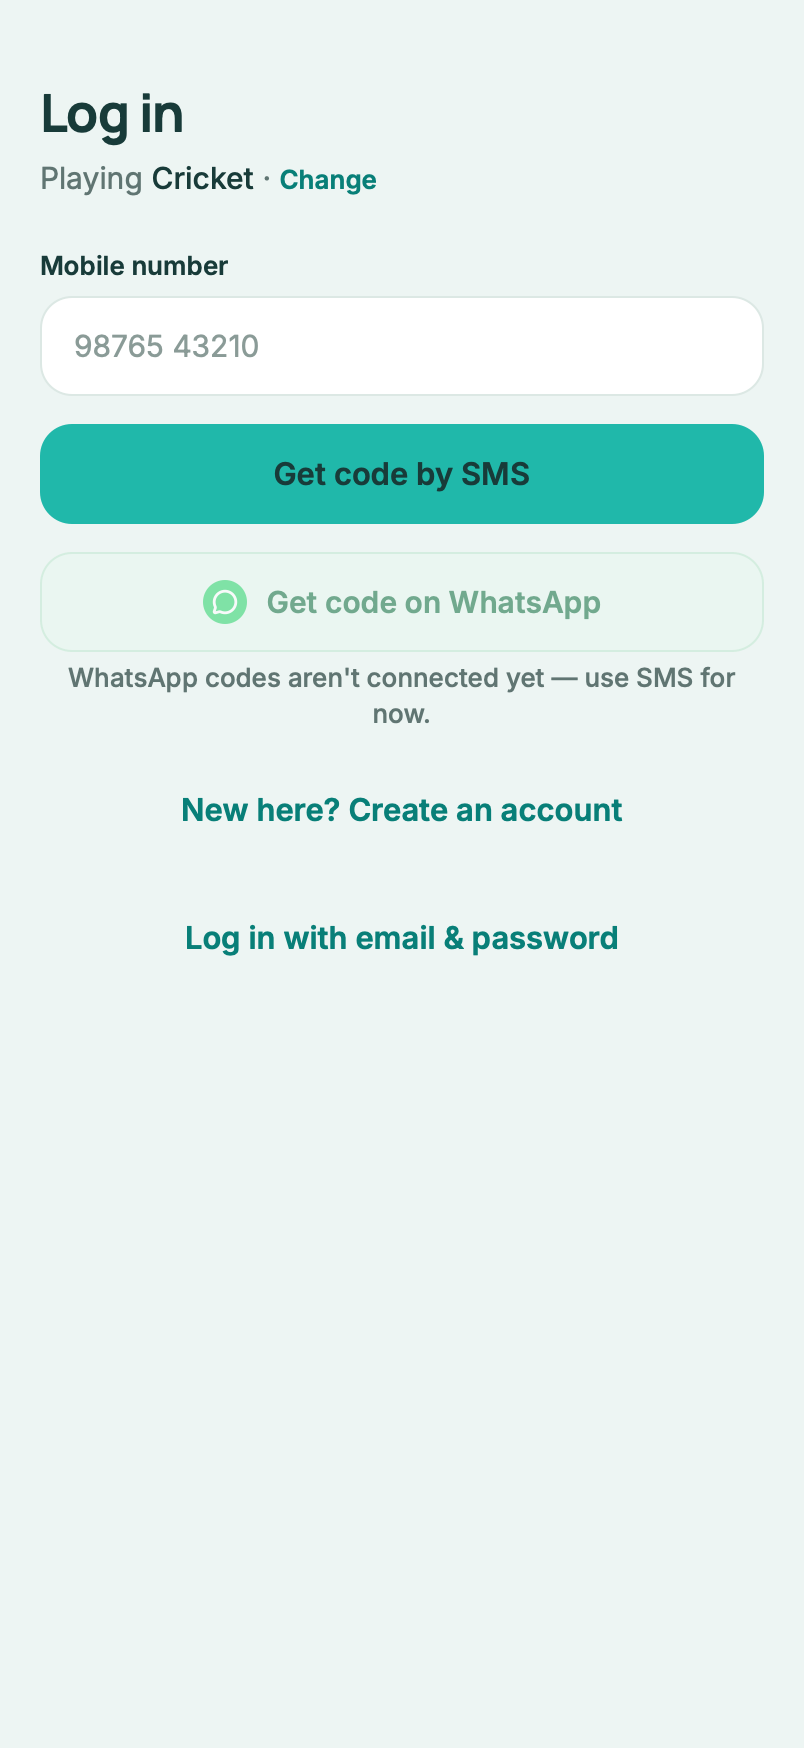 Log in
Playing Cricket · Change
Mobile number
98765 43210
Get code by SMS
Get code on WhatsApp
WhatsApp codes aren't connected yet — use SMS for
now.
New here? Create an account
Log in with email & password